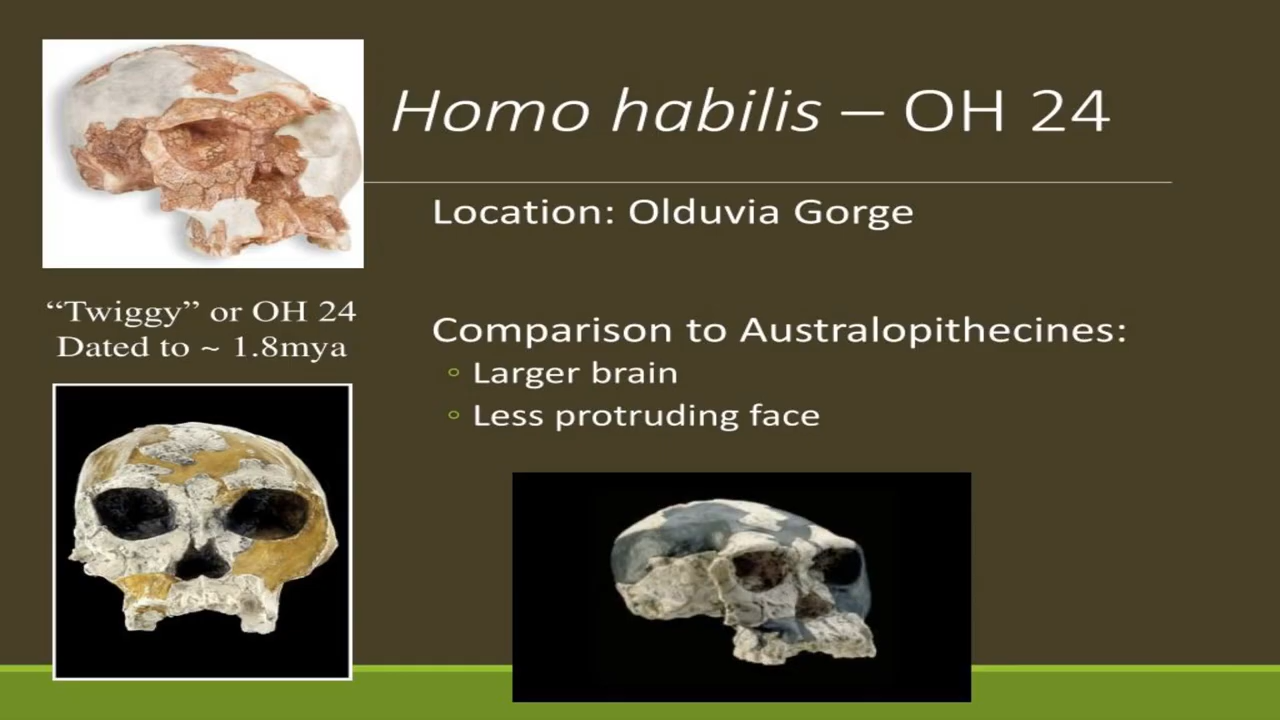 Homo habilis – OH 24
Location: Olduvia Gorge
“Twiggy” or OH 24
Dated to ~ 1.8mya
Comparison to Australopithecines:
◦ Larger brain
◦ Less protruding face